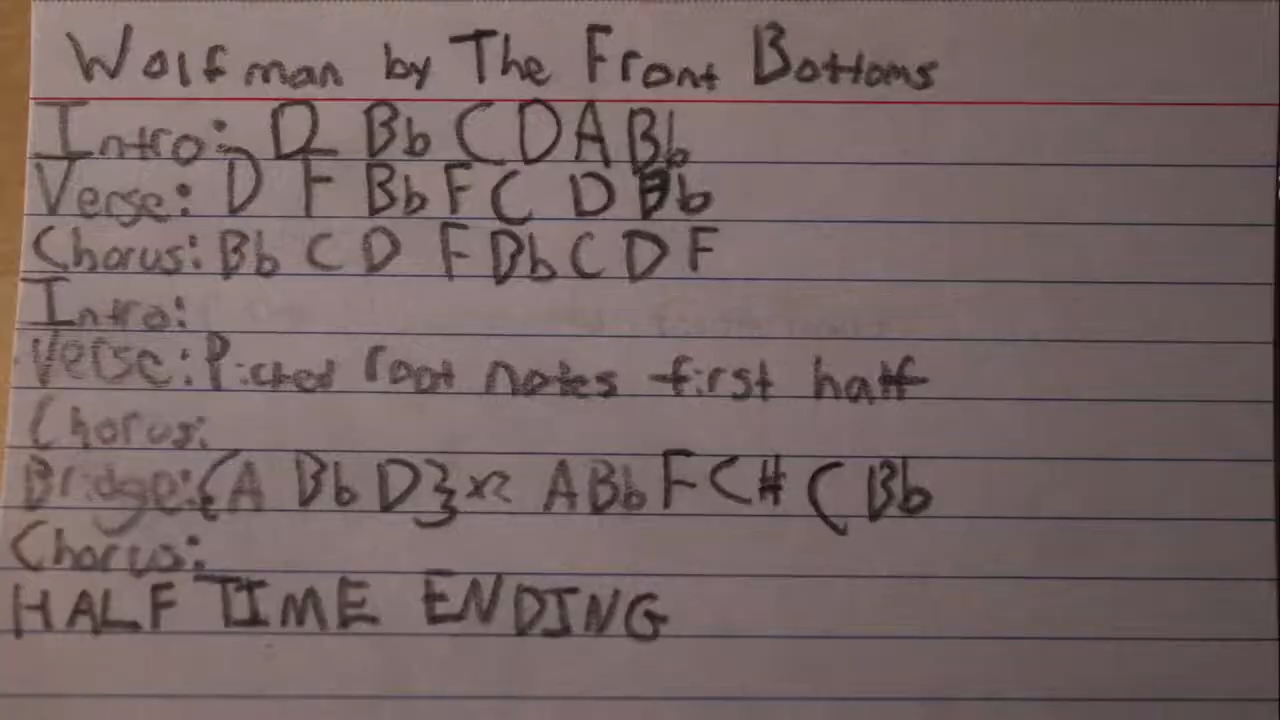 Wolfman by The Front Bottoms
Intro: D Bb C D A Bb
Verse: D F Bb F C D Bb
Chorus: Bb C D F Bb C D F
Intro:
Verse: Picked root notes first half
Chorus:
Bridge: {A Bb D} x2 A Bb F C# C Bb
Chorus:
HALF TIME ENDING